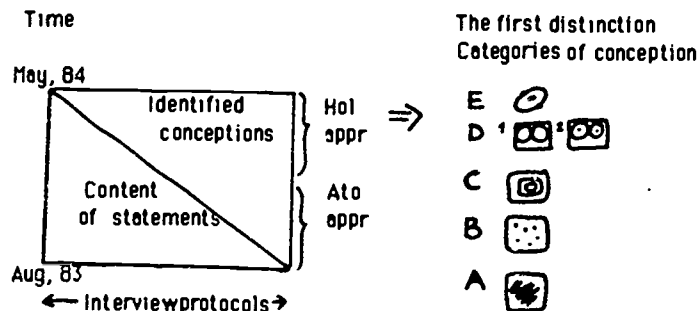 Time
May, 84
Identified
conceptions
Content
of statements
Aug, 83
← Interviewprotocols →
Hol
appr
Ato
appr
⇒
The first distinction
Categories of conception
E
D 1 2
C
B
A